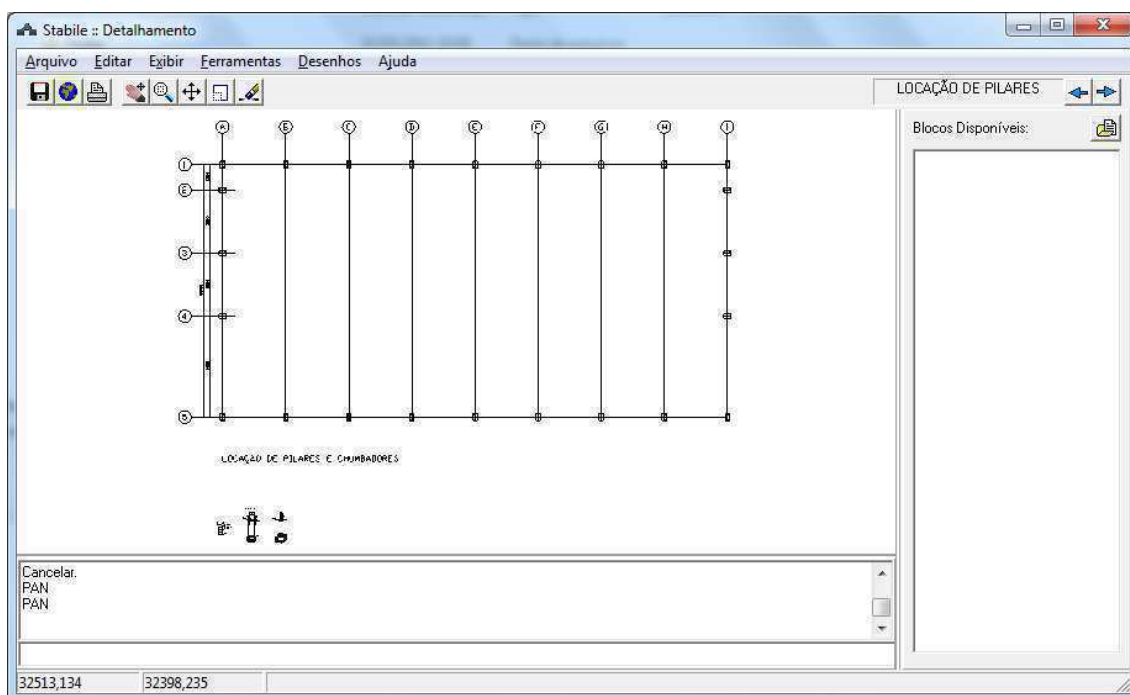 Stabile :: Detalhamento
Arquivo Editar Exibir Ferramentas Desenhos Ajuda
LOCAÇÃO DE PILARES
Blocos Disponíveis:
A B C D E F G H I
1
2
3
4
5
LOCAÇÃO DE PILARES E CHUMBADORES
Cancelar.
PAN
PAN
32513,134 32398,235